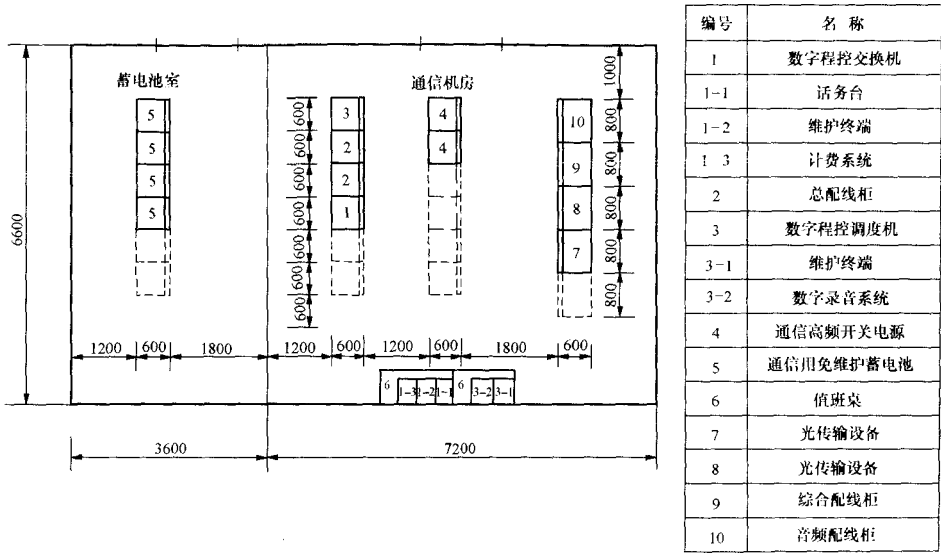 蓄电池室
通信机房
1000
5
5
5
5
600
600
600
600
600
600
600
3
2
2
1
4
4
10
9
8
7
800
800
800
800
800
6600
1200 600 1800 1200 600 1200 600 1800 600
6 1-3 1-2 1-1 6 3-2 3-1
3600 7200
编号 名 称
1 数字程控交换机
1-1 话务台
1-2 维护终端
1 3 计费系统
2 总配线柜
3 数字程控调度机
3-1 维护终端
3-2 数字录音系统
4 通信高频开关电源
5 通信用免维护蓄电池
6 值班桌
7 光传输设备
8 光传输设备
9 综合配线柜
10 音频配线柜